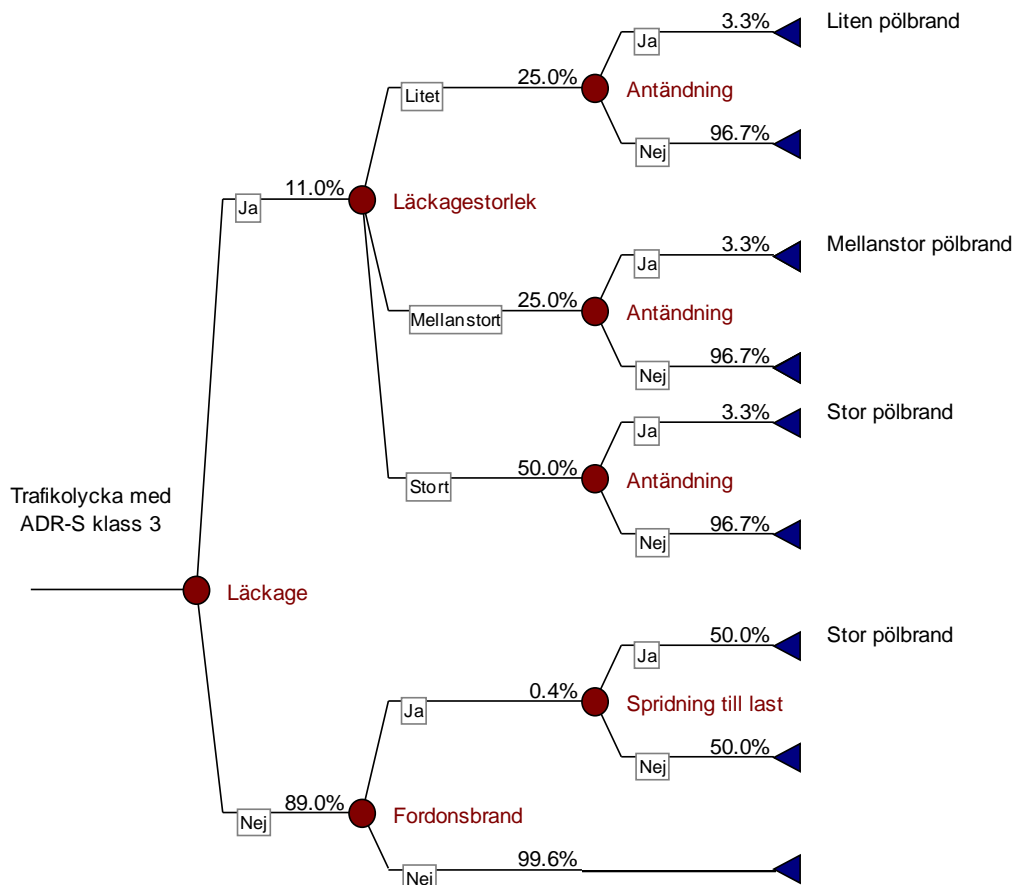 3.3%
Liten pölbrand
Ja
25.0%
Antändning
Litet
96.7%
Nej
11.0%
Läckagestorlek
Ja
3.3%
Mellanstor pölbrand
Ja
25.0%
Antändning
Mellanstort
96.7%
Nej
3.3%
Stor pölbrand
Ja
50.0%
Antändning
Stort
96.7%
Nej
Trafikolycka med
ADR-S klass 3
Läckage
50.0%
Stor pölbrand
Ja
0.4%
Spridning till last
Ja
50.0%
Nej
89.0%
Fordonsbrand
Nej
99.6%
Nej